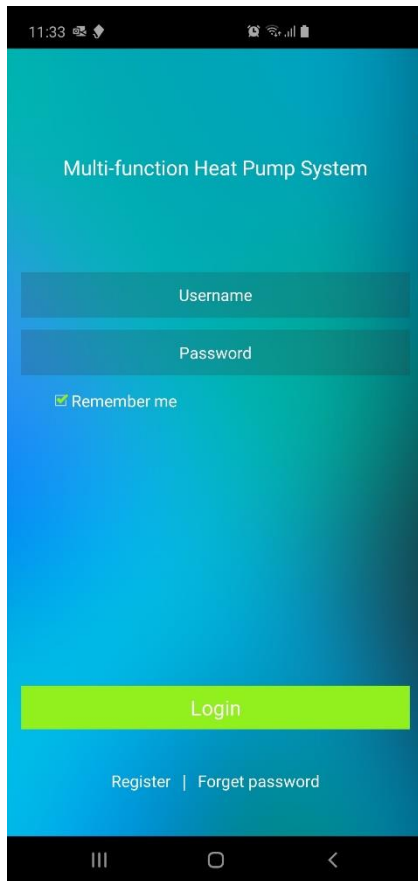 11:33
Multi-function Heat Pump System
Username
Password
Remember me
Login
Register | Forget password